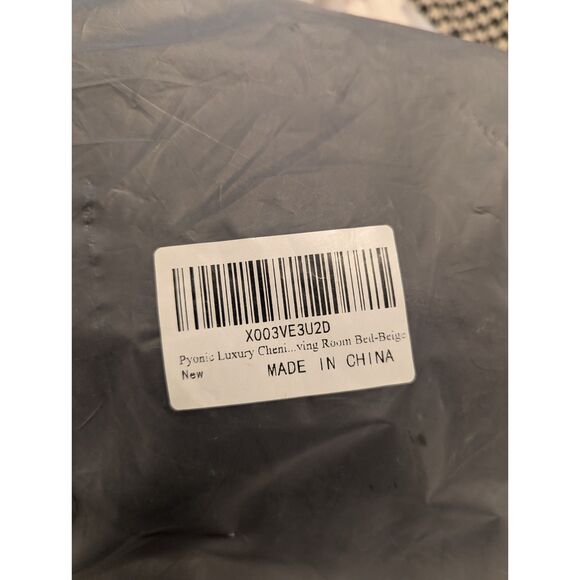 X003VE3U2D
Pyonic Luxury Cheni...ving Room Bed-Beige
New
MADE IN CHINA